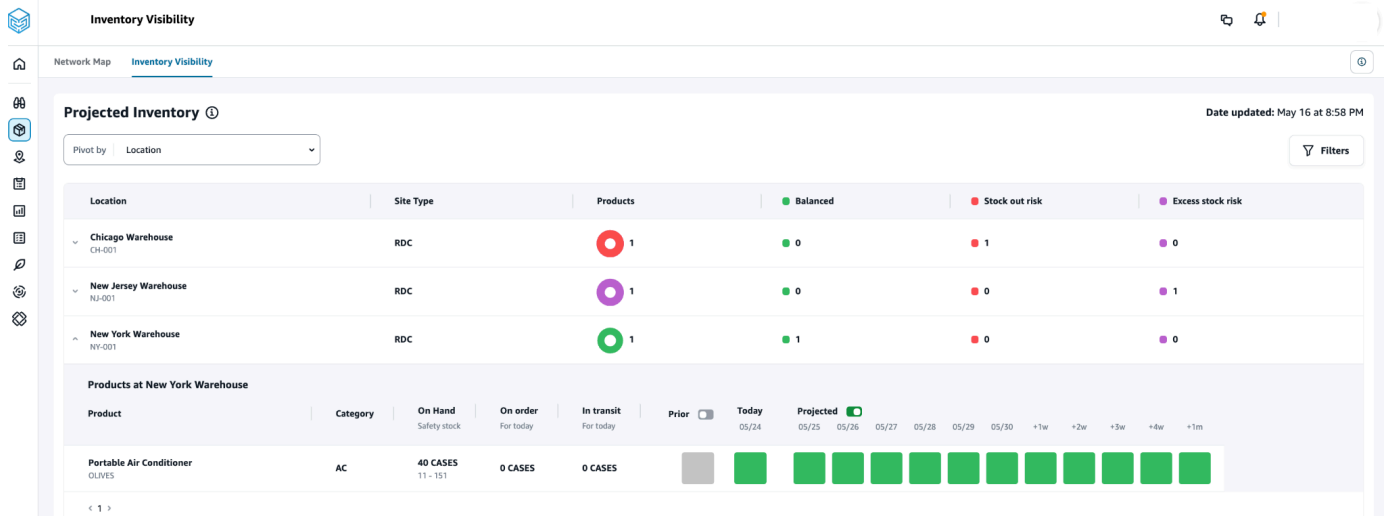 Inventory Visibility
Network Map Inventory Visibility
Projected Inventory
Date updated: May 16 at 8:58 PM
Pivot by Location
Filters
Location Site Type Products Balanced Stock out risk Excess stock risk
Chicago Warehouse RDC 1 0 1 0
CH-001
New Jersey Warehouse RDC 1 0 0 1
NJ-001
New York Warehouse RDC 1 1 0 0
NY-001
Products at New York Warehouse
Product Category On Hand On order In transit Prior Today Projected
Safety stock For today For today 05/24 05/25 05/26 05/27 05/28 05/29 05/30 +1w +2w +3w +4w +1m
Portable Air Conditioner AC 40 CASES 0 CASES 0 CASES
OLIVES 11 - 151
< 1 >